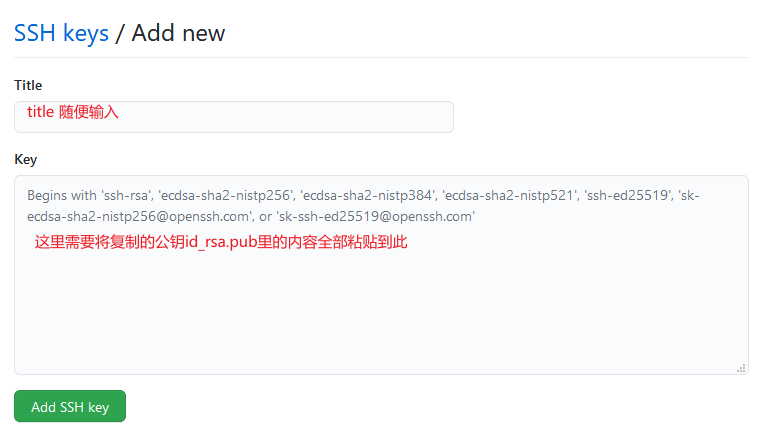 SSH keys / Add new
Title
title 随便输入
Key
Begins with 'ssh-rsa', 'ecdsa-sha2-nistp256', 'ecdsa-sha2-nistp384', 'ecdsa-sha2-nistp521', 'ssh-ed25519', 'sk-
ecdsa-sha2-nistp256@openssh.com', or 'sk-ssh-ed25519@openssh.com'
这里需要将复制的公钥id_rsa.pub里的内容全部粘贴到此
Add SSH key